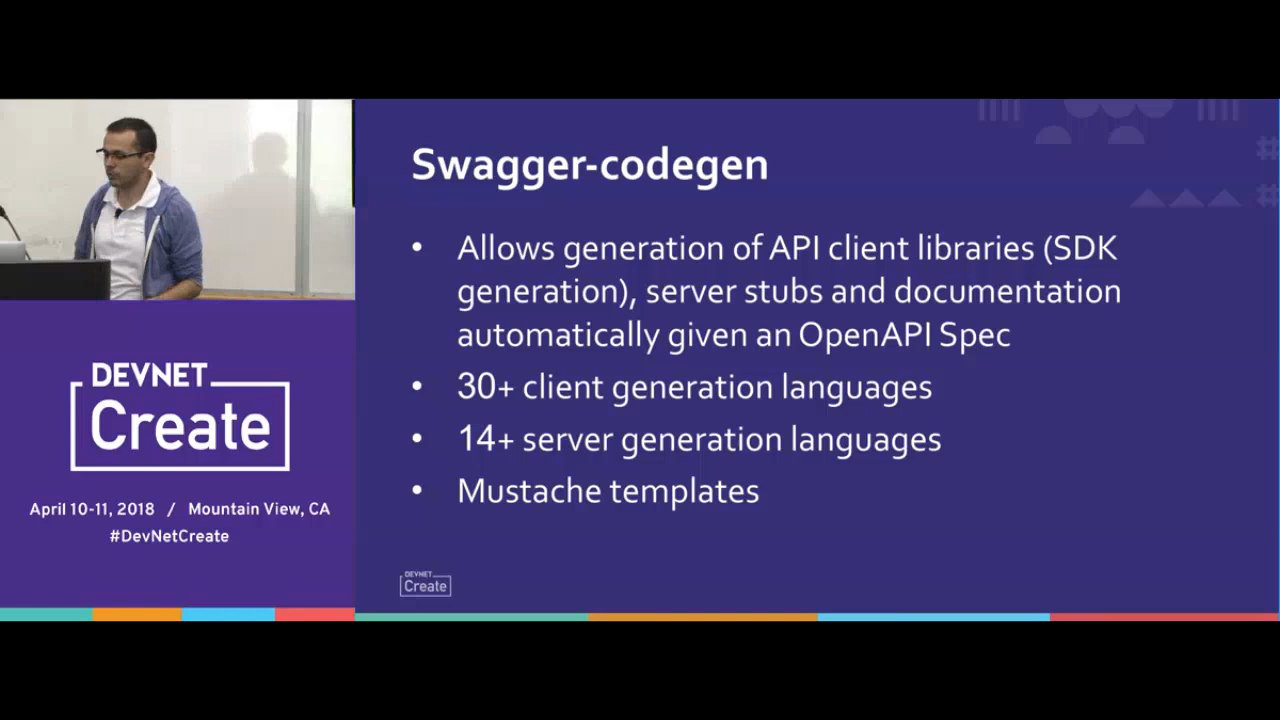 Swagger-codegen
• Allows generation of API client libraries (SDK
generation), server stubs and documentation
automatically given an OpenAPI Spec
• 30+ client generation languages
• 14+ server generation languages
• Mustache templates
DEVNET
Create
DEVNET
Create
April 10-11, 2018 / Mountain View, CA
#DevNetCreate